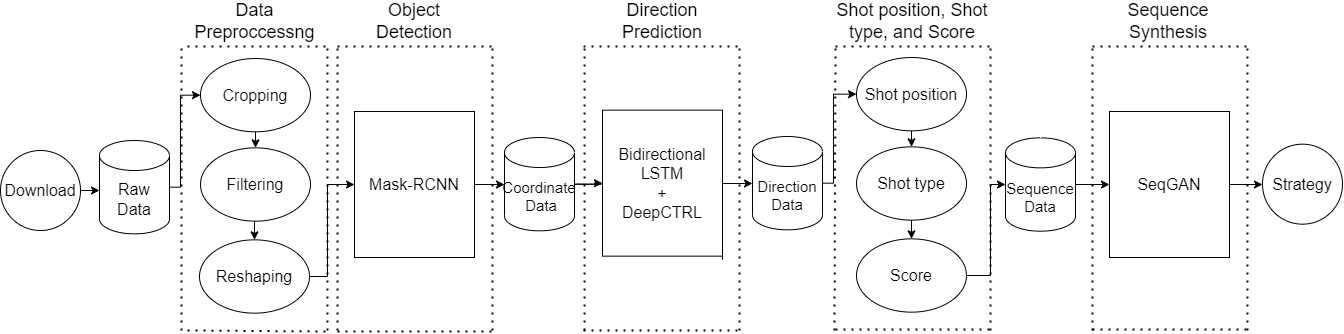 Data
Preproccessng
Object
Detection
Direction
Prediction
Shot position, Shot
type, and Score
Sequence
Synthesis
Download
Raw
Data
Cropping
Filtering
Reshaping
Mask-RCNN
Coordinate
Data
Bidirectional
LSTM
+
DeepCTRL
Direction
Data
Shot position
Shot type
Score
Sequence
Data
SeqGAN
Strategy